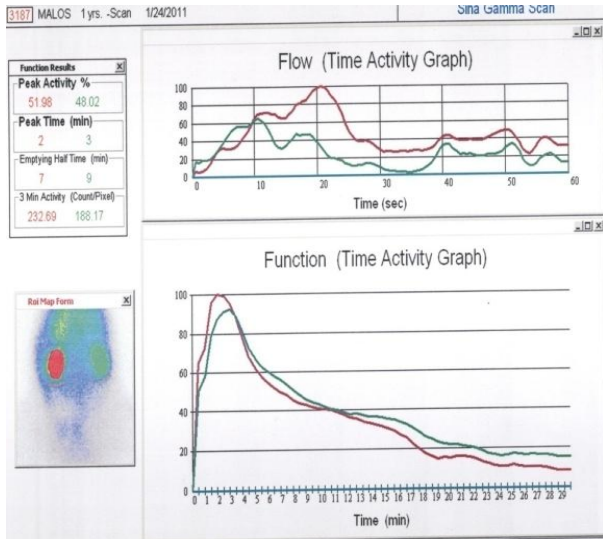 3187 MALOS 1 yrs. -Scan 1/24/2011
Sina Gamma Scan
Function Results
Peak Activity %
51.98 48.02
Peak Time (min)
2 3
Emptying Half Time (min)
7 9
3 Min Activity (Count/Pixel)
232.69 188.17
Flow (Time Activity Graph)
100
80
60
40
20
0
0 10 20 30 40 50 60
Time (sec)
Roi Map Form
Function (Time Activity Graph)
100
80
60
40
20
0
0 1 2 3 4 5 6 7 8 9 10 11 12 13 14 15 16 17 18 19 20 21 22 23 24 25 26 27 28 29
Time (min)